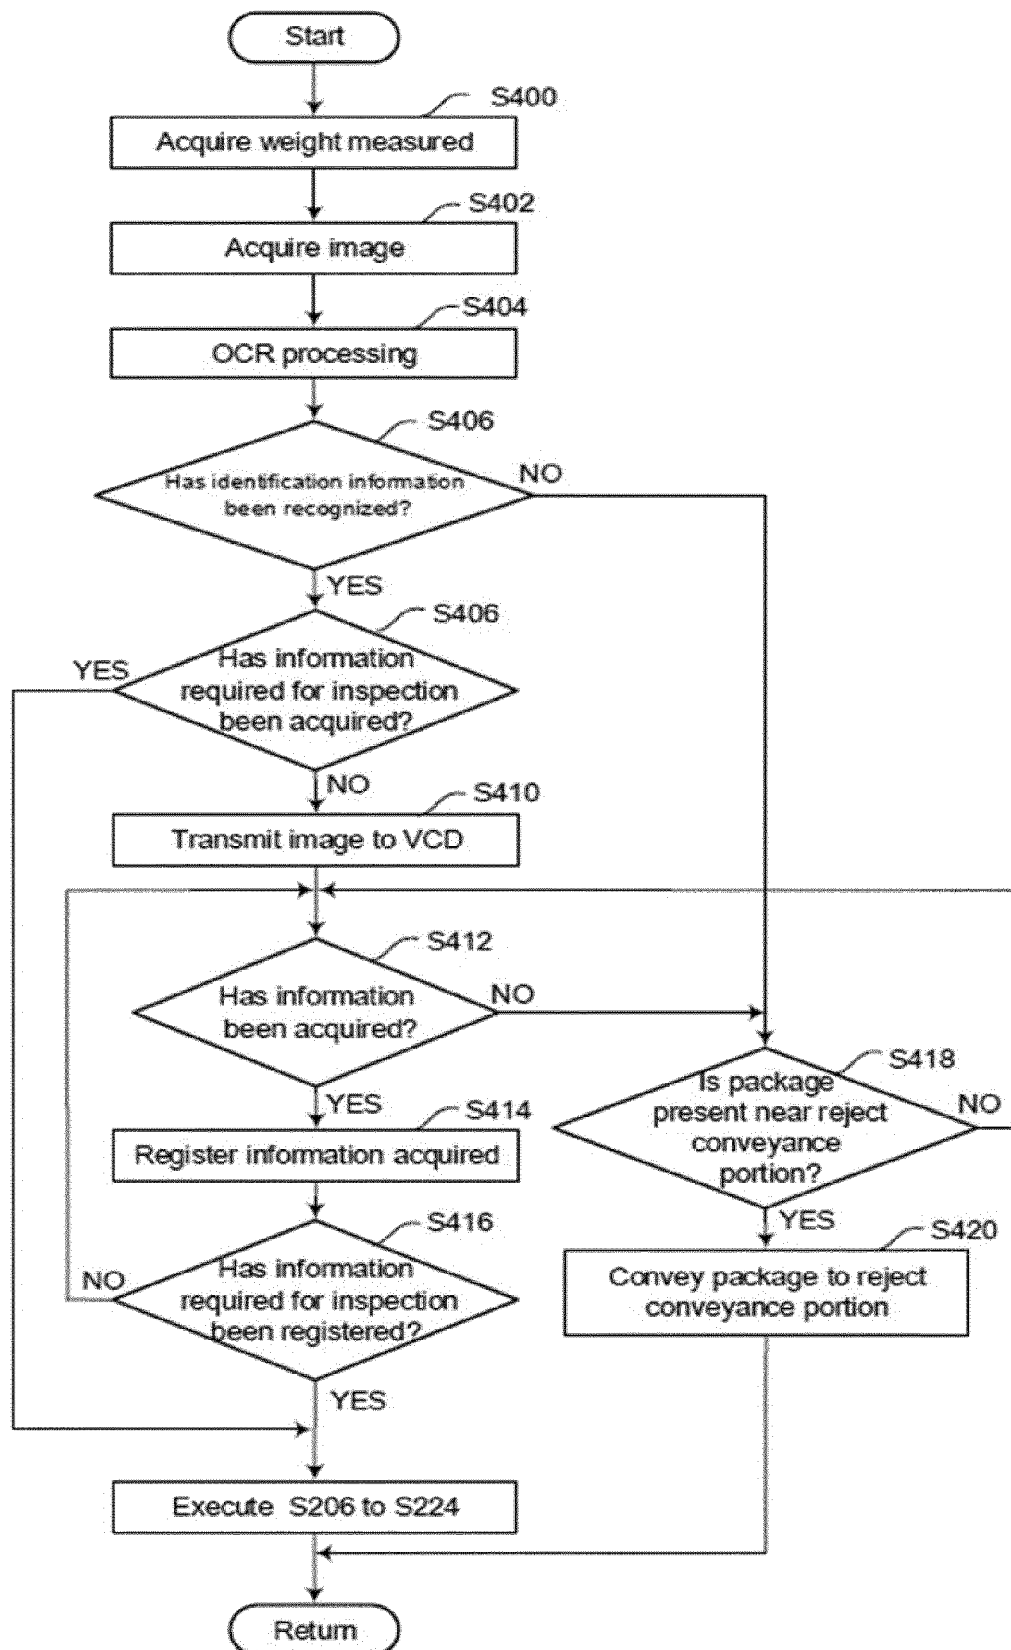 Start
S400
Acquire weight measured
S402
Acquire image
S404
OCR processing
S406
Has identification information
been recognized?
NO
YES
S406
Has information
required for inspection
been acquired?
YES
NO
S410
Transmit image to VCD
S412
Has information
been acquired?
NO
YES
S414
Register information acquired
S416
Has information
required for inspection
been registered?
NO
YES
S418
Is package
present near reject
conveyance
portion?
NO
YES
S420
Convey package to reject
conveyance portion
Execute S206 to S224
Return